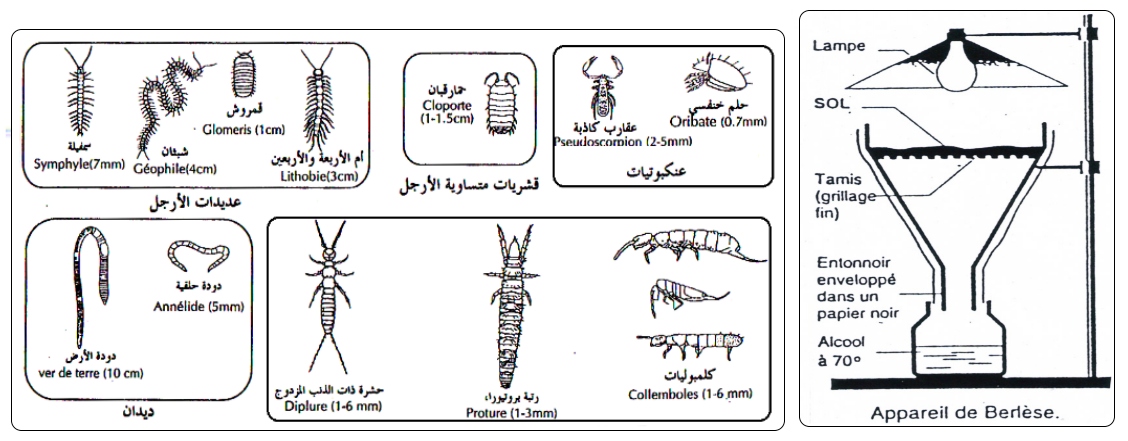 سمفيلة
Symphyle(7mm)
شبثان
Géophile(4cm)
قمروش
Glomeris (1cm)
أم الأربعة والأربعين
Lithobie(3cm)
عديدات الأرجل
حمارقبان
Cloporte
(1-1.5cm)
قشريات متساوية الأرجل
عقارب كاذبة
Pseudoscorpion (2-5mm)
حلم خنفسي
Oribate (0.7mm)
عنكبوتيات
دودة الأرض
ver de terre (10 cm)
دودة حلقية
Annélide (5mm)
ديدان
حشرة ذات الذنب المزدوج
Diplure (1-6 mm)
رتبة بروتيورا،
Proture (1-3mm)
كلمبوليات
Collemboles (1-6 mm)
Lampe
SOL
Tamis
(grillage
fin)
Entonnoir
enveloppé
dans un
papier noir
Alcool
à 70°
Appareil de Berlèse.